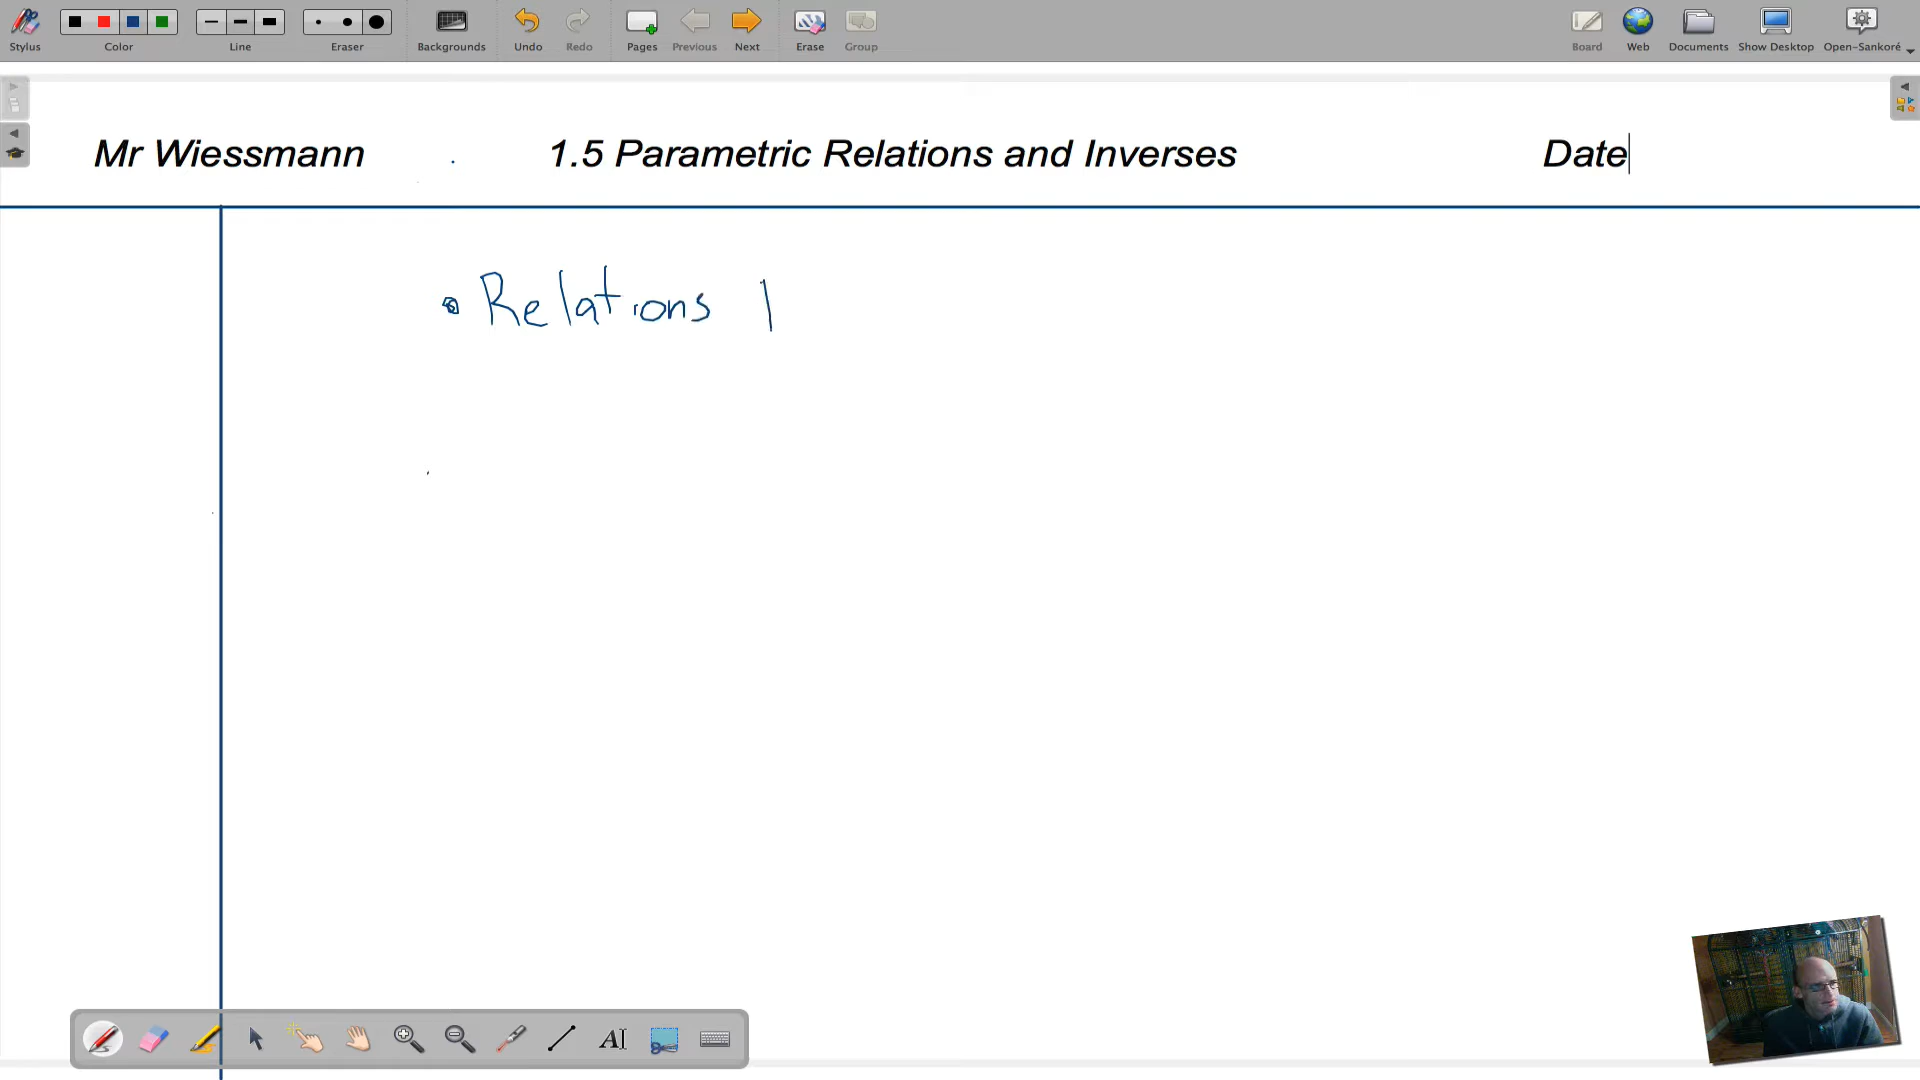 Stylus Color Line Eraser Backgrounds Undo Redo Pages Previous Next Erase Group Board Web Documents Show Desktop Open-Sankoré
Mr Wiessmann 1.5 Parametric Relations and Inverses Date
• Relations